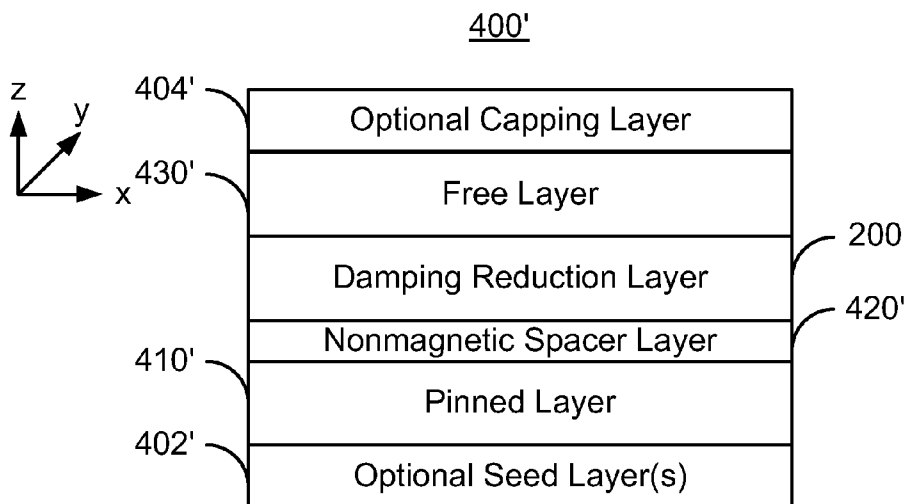 400'
z
y
x
404'
Optional Capping Layer
430'
Free Layer
200
Damping Reduction Layer
420'
Nonmagnetic Spacer Layer
410'
Pinned Layer
402'
Optional Seed Layer(s)